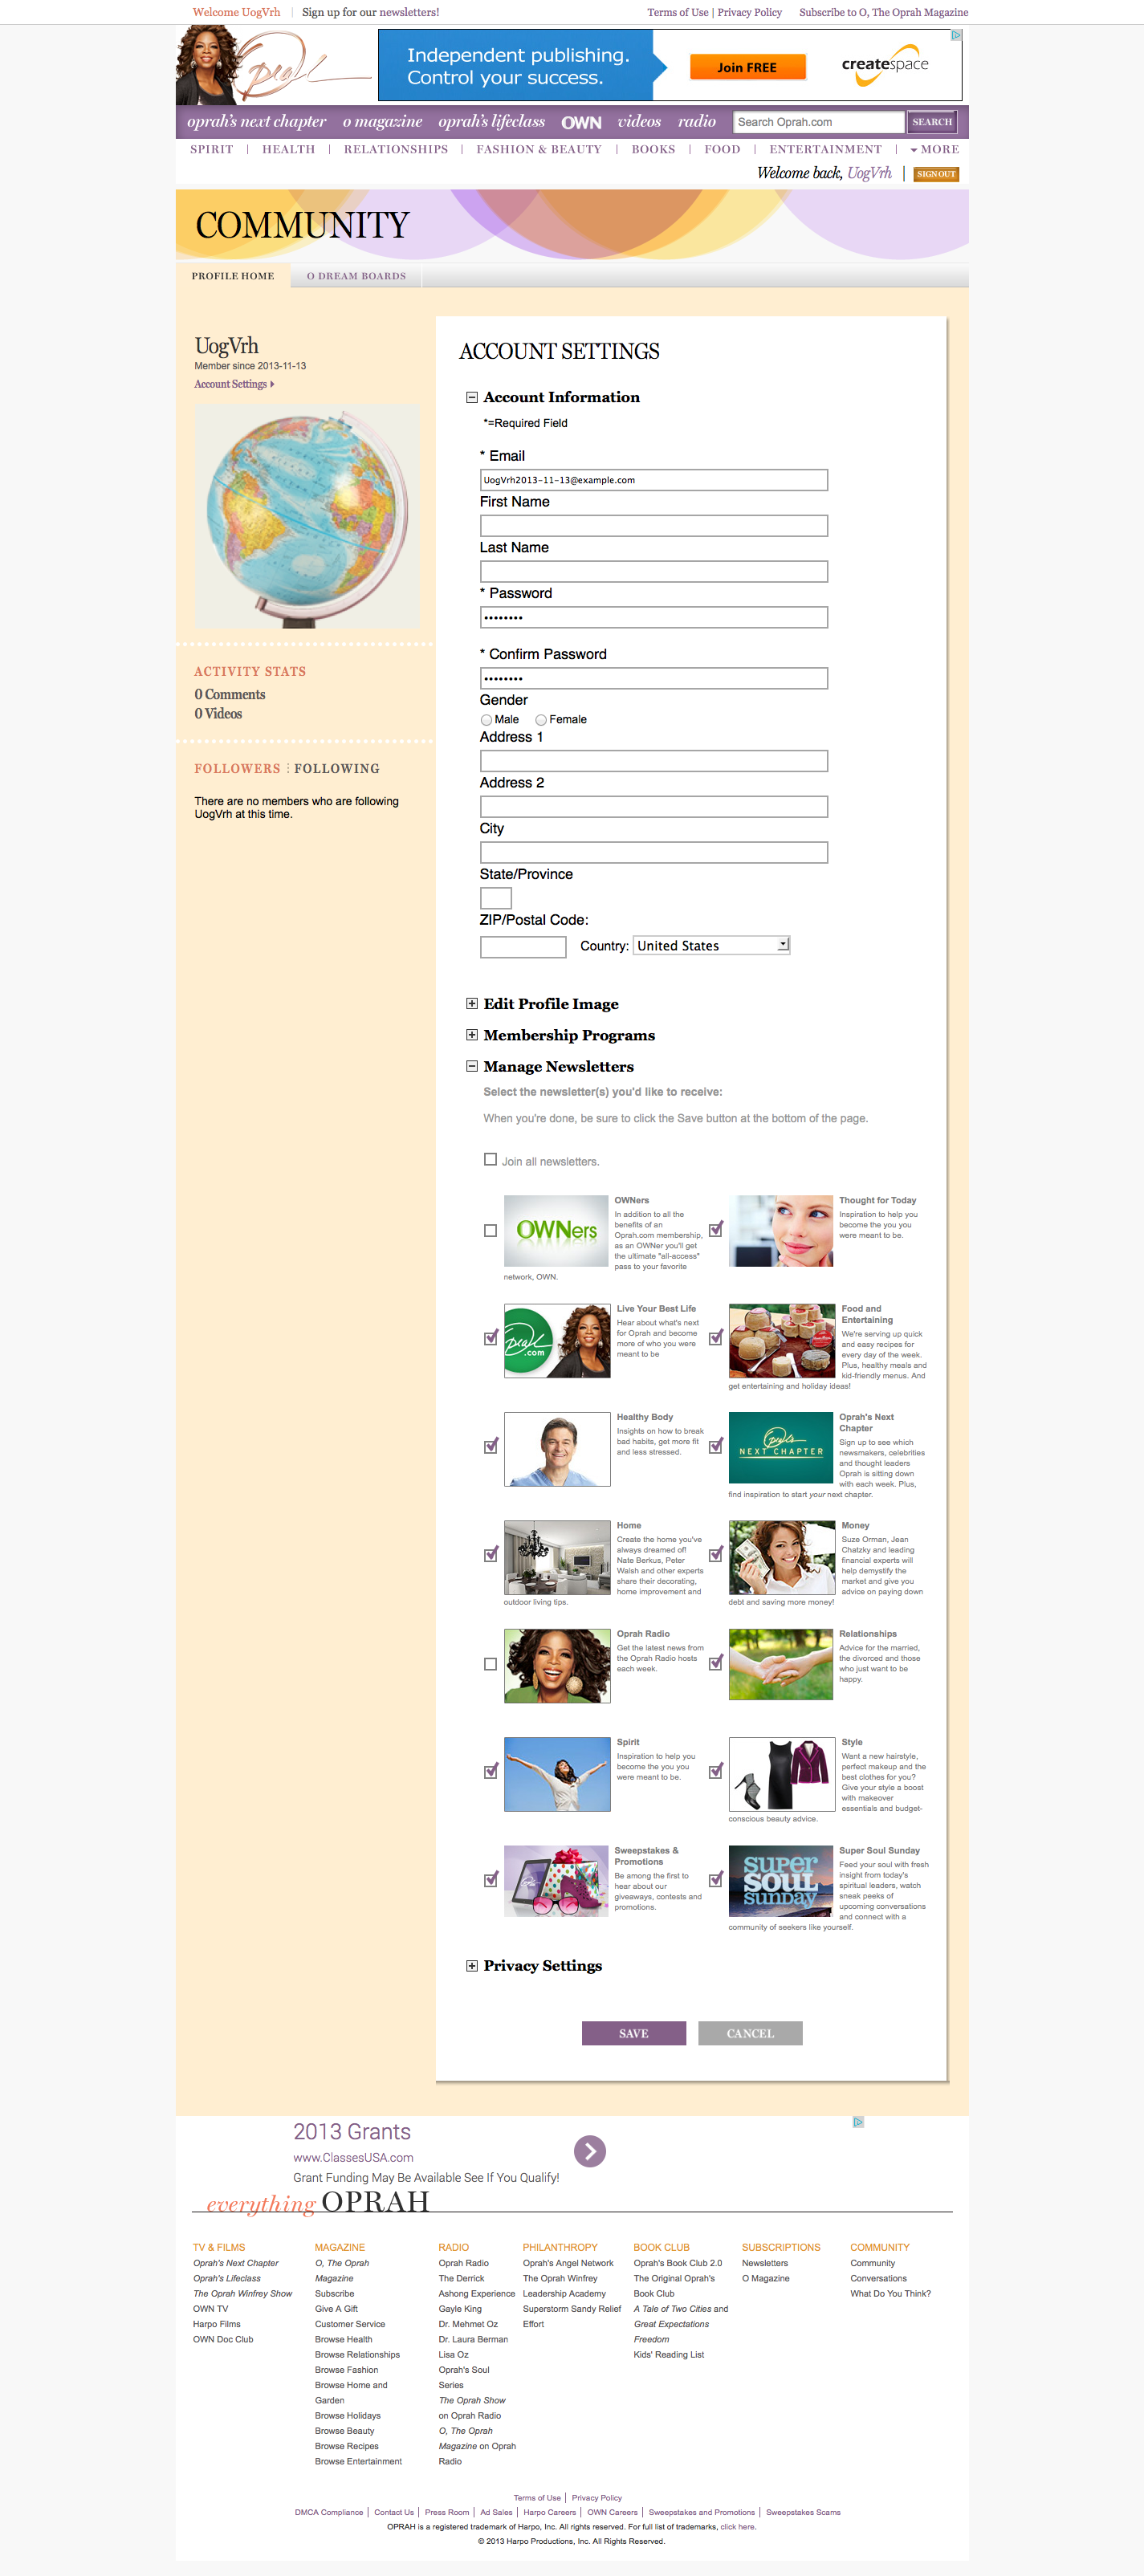 Welcome UogVrh
Sign up for our newsletters!
Terms of Use | Privacy Policy
Subscribe to O, The Oprah Magazine
Oprah
Independent publishing.
Control your success.
Join FREE
createspace
oprah's next chapter
o magazine
oprah's lifeclass
OWN
videos
radio
Search Oprah.com
SEARCH
SPIRIT | HEALTH | RELATIONSHIPS | FASHION & BEAUTY | BOOKS | FOOD | ENTERTAINMENT | MORE
Welcome back, UogVrh
SIGN OUT
COMMUNITY
PROFILE HOME
O DREAM BOARDS
UogVrh
Member since 2013-11-13
Account Settings
ACTIVITY STATS
0 Comments
0 Videos
FOLLOWERS
FOLLOWING
There are no members who are following
UogVrh at this time.
ACCOUNT SETTINGS
Account Information
*=Required Field
* Email
UogVrh2013-11-13@example.com
First Name
Last Name
* Password
••••••••
* Confirm Password
••••••••
Gender
Male
Female
Address 1
Address 2
City
State/Province
ZIP/Postal Code:
Country:
United States
Edit Profile Image
Membership Programs
Manage Newsletters
Select the newsletter(s) you'd like to receive:
When you're done, be sure to click the Save button at the bottom of the page.
Join all newsletters.
OWNers
OWNers
In addition to all the
benefits of an
Oprah.com membership,
as an OWNer you'll get
the ultimate "all-access"
pass to your favorite
network, OWN.
Thought for Today
Inspiration to help you
become the you you
were meant to be.
Oprah
.com
Live Your Best Life
Hear about what's next
for Oprah and become
more of who you were
meant to be
Food and
Entertaining
We're serving up quick
and easy recipes for
every day of the week.
Plus, healthy meals and
kid-friendly menus. And
get entertaining and holiday ideas!
Healthy Body
Insights on how to break
bad habits, get more fit
and less stressed.
Oprah's
NEXT CHAPTER
Oprah's Next
Chapter
Sign up to see which
newsmakers, celebrities
and thought leaders
Oprah is sitting down
with each week. Plus,
find inspiration to start your next chapter.
Home
Create the home you've
always dreamed of!
Nate Berkus, Peter
Walsh and other experts
share their decorating,
home improvement and
outdoor living tips.
Money
Suze Orman, Jean
Chatzky and leading
financial experts will
help demystify the
market and give you
advice on paying down
debt and saving more money!
Oprah Radio
Get the latest news from
the Oprah Radio hosts
each week.
Relationships
Advice for the married,
the divorced and those
who just want to be
happy.
Spirit
Inspiration to help you
become the you you
were meant to be.
Style
Want a new hairstyle,
perfect makeup and the
best clothes for you?
Give your style a boost
with makeover
essentials and budget-
conscious beauty advice.
Sweepstakes &
Promotions
Be among the first to
hear about our
giveaways, contests and
promotions.
SUPER
SOUL
sunday
Super Soul Sunday
Feed your soul with fresh
insight from today's
spiritual leaders, watch
sneak peeks of
upcoming conversations
and connect with a
community of seekers like yourself.
Privacy Settings
SAVE
CANCEL
2013 Grants
www.ClassesUSA.com
Grant Funding May Be Available See If You Qualify!
everything OPRAH
TV & FILMS
Oprah's Next Chapter
Oprah's Lifeclass
The Oprah Winfrey Show
OWN TV
Harpo Films
OWN Doc Club
MAGAZINE
O, The Oprah
Magazine
Subscribe
Give A Gift
Customer Service
Browse Health
Browse Relationships
Browse Fashion
Browse Home and
Garden
Browse Holidays
Browse Beauty
Browse Recipes
Browse Entertainment
RADIO
Oprah Radio
The Derrick
Ashong Experience
Gayle King
Dr. Mehmet Oz
Dr. Laura Berman
Lisa Oz
Oprah's Soul
Series
The Oprah Show
on Oprah Radio
O, The Oprah
Magazine on Oprah
Radio
PHILANTHROPY
Oprah's Angel Network
The Oprah Winfrey
Leadership Academy
Superstorm Sandy Relief
Effort
BOOK CLUB
Oprah's Book Club 2.0
The Original Oprah's
Book Club
A Tale of Two Cities and
Great Expectations
Freedom
Kids' Reading List
SUBSCRIPTIONS
Newsletters
O Magazine
COMMUNITY
Community
Conversations
What Do You Think?
Terms of Use | Privacy Policy
DMCA Compliance | Contact Us | Press Room | Ad Sales | Harpo Careers | OWN Careers | Sweepstakes and Promotions | Sweepstakes Scams
OPRAH is a registered trademark of Harpo, Inc. All rights reserved. For full list of trademarks, click here.
© 2013 Harpo Productions, Inc. All Rights Reserved.